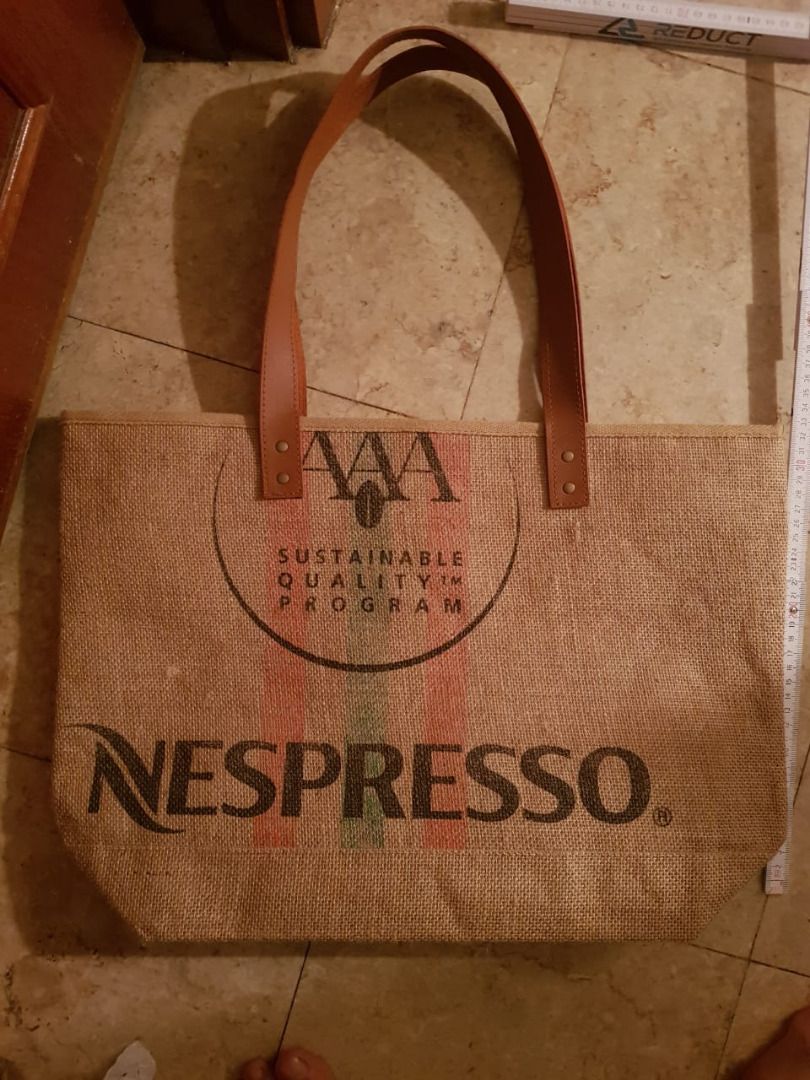 REDUCT
AAA
SUSTAINABLE
QUALITY™
PROGRAM
NESPRESSO®